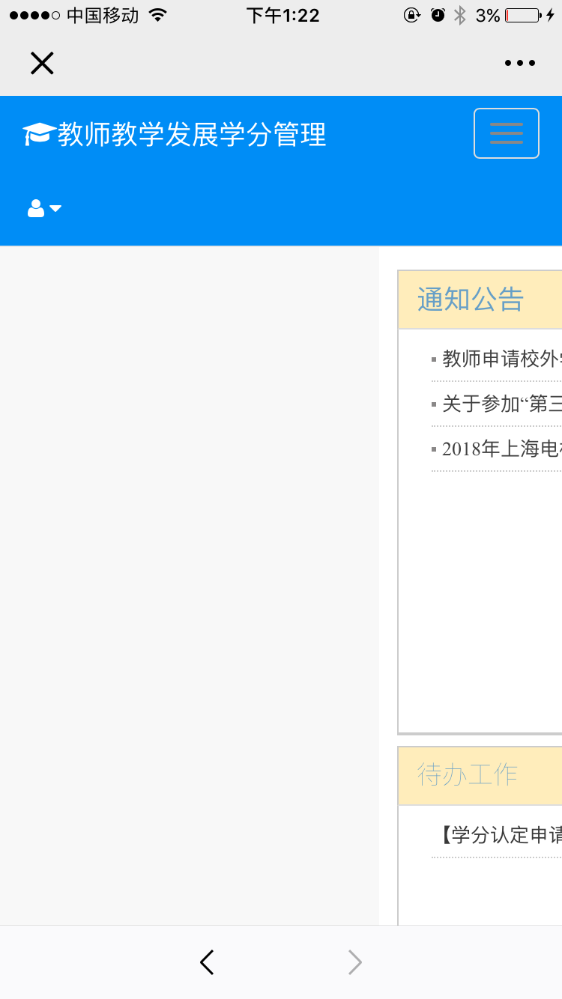 中国移动 下午1:22 3%
教师教学发展学分管理
通知公告
教师申请校外
关于参加“第三
2018年上海电
待办工作
【学分认定申请